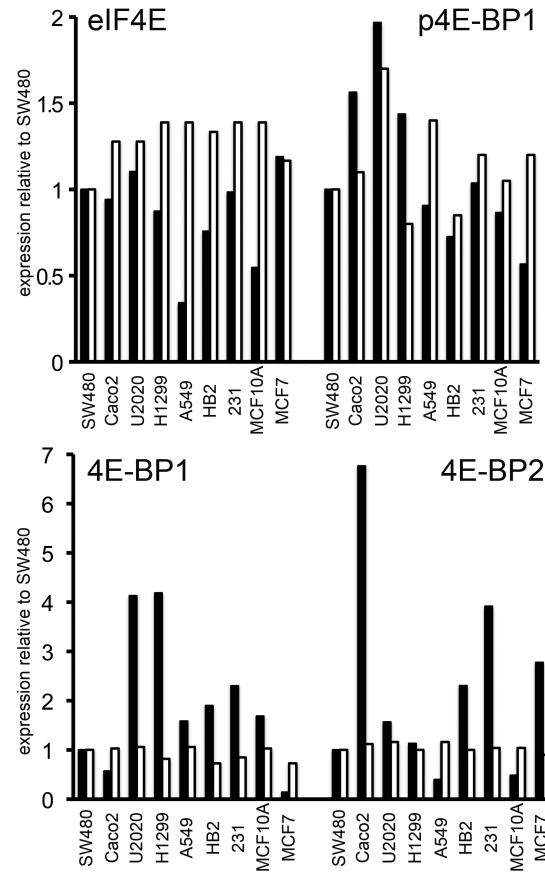 eIF4E
p4E-BP1
expression relative to SW480
2
1.5
1
0.5
0
SW480
Caco2
U2020
H1299
A549
HB2
231
MCF10A
MCF7
SW480
Caco2
U2020
H1299
A549
HB2
231
MCF10A
MCF7
4E-BP1
4E-BP2
expression relative to SW480
7
6
5
4
3
2
1
0
SW480
Caco2
U2020
H1299
A549
HB2
231
MCF10A
MCF7
SW480
Caco2
U2020
H1299
A549
HB2
231
MCF10A
MCF7